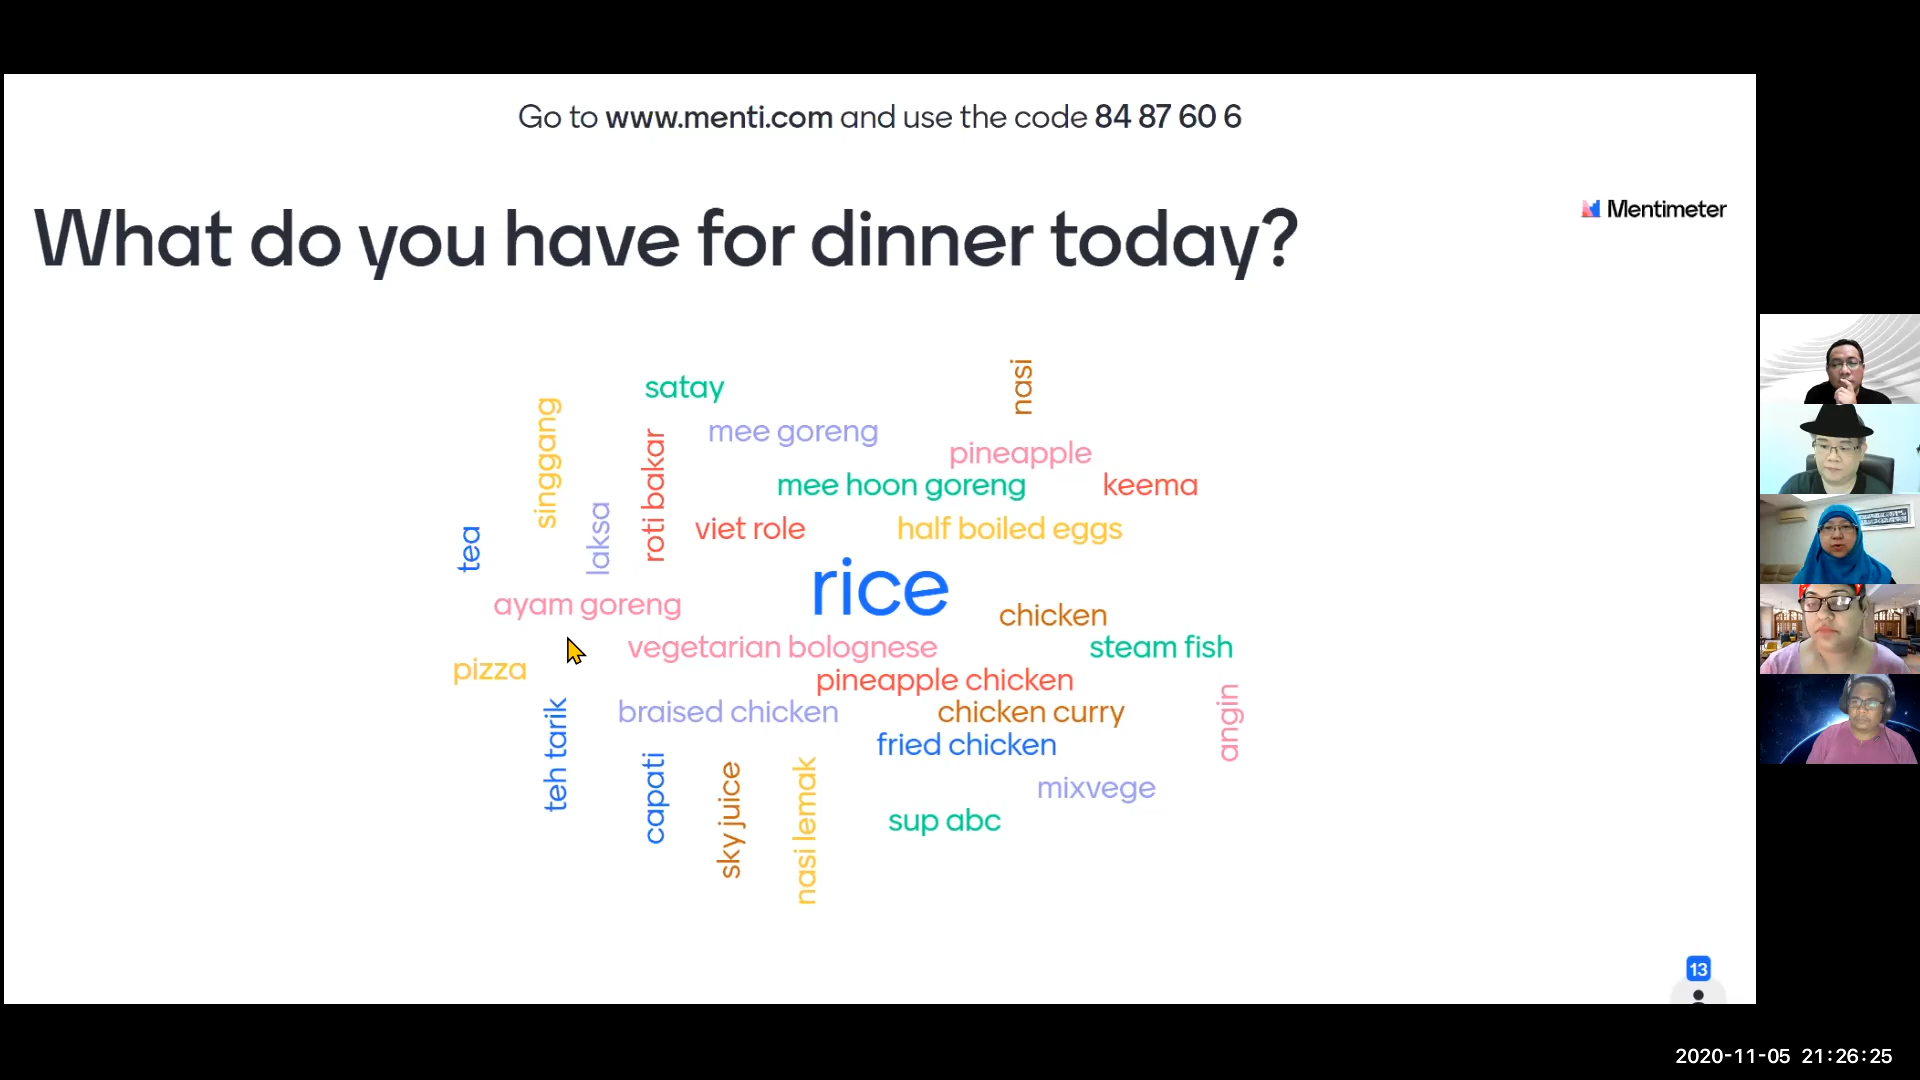 Go to www.menti.com and use the code 84 87 60 6
What do you have for dinner today?
Mentimeter
satay
nasi
singgang
mee goreng
roti bakar
pineapple
mee hoon goreng
keema
laksa
viet role
half boiled eggs
tea
rice
ayam goreng
chicken
vegetarian bolognese
steam fish
pizza
pineapple chicken
teh tarik
braised chicken
chicken curry
angin
fried chicken
capati
sky juice
nasi lemak
mixvege
sup abc
13
2020-11-05 21:26:25